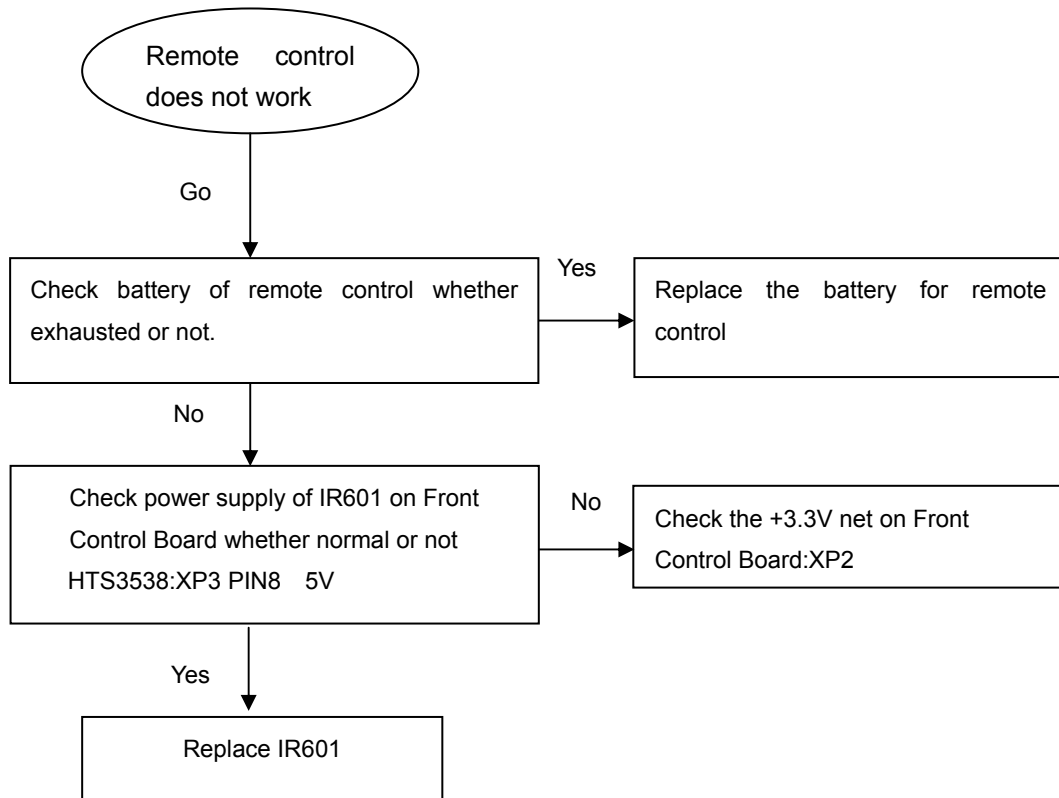 Remote control
does not work
Go
Check battery of remote control whether
exhausted or not.
Yes
Replace the battery for remote
control
No
Check power supply of IR601 on Front
Control Board whether normal or not
HTS3538:XP3 PIN8 5V
No
Check the +3.3V net on Front
Control Board:XP2
Yes
Replace IR601